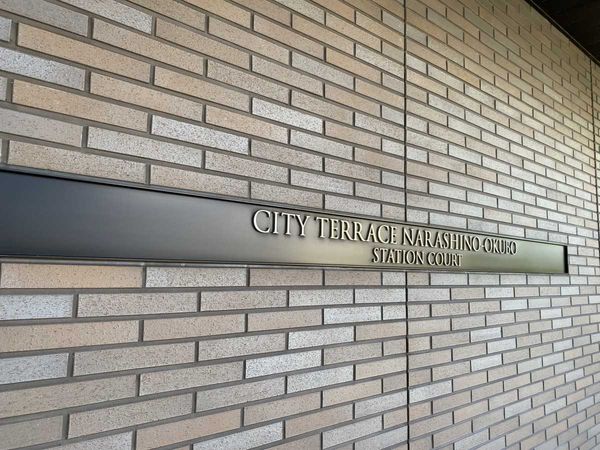 CITY TERRACE NARASHINO-OKUBO
STATION COURT